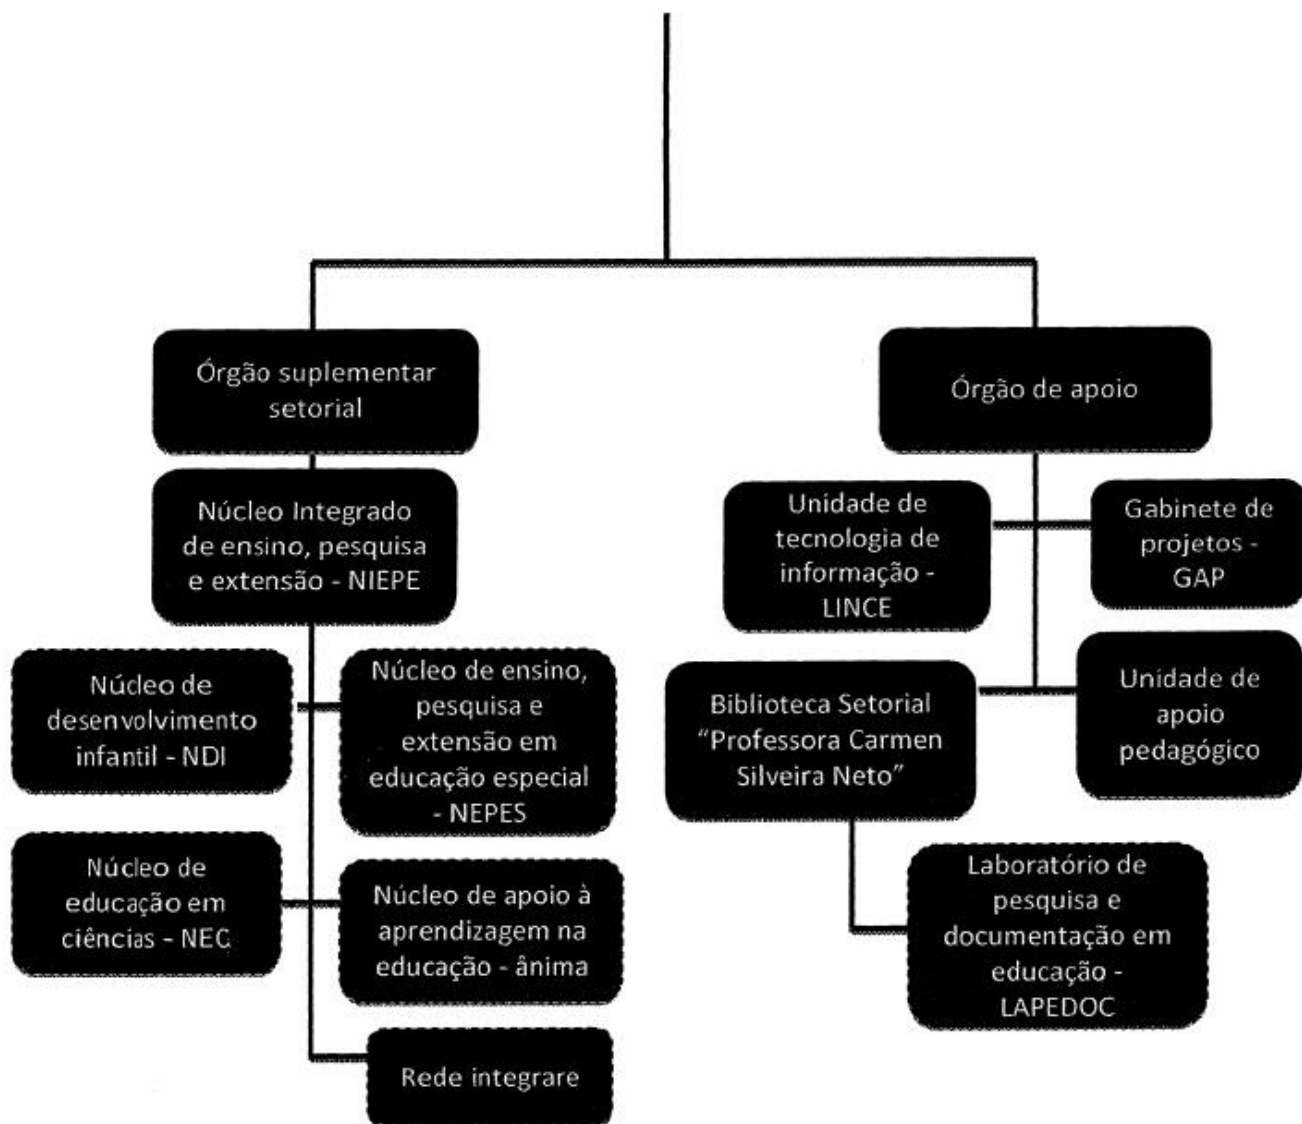 Órgão suplementar
setorial
Órgão de apoio
Núcleo Integrado
de ensino, pesquisa
e extensão - NIEPE
Unidade de
tecnologia de
informação -
LINCE
Gabinete de
projetos -
GAP
Núcleo de
desenvolvimento
infantil - NDI
Núcleo de ensino,
pesquisa e
extensão em
educação especial
- NEPES
Biblioteca Setorial
“Professora Carmen
Silveira Neto”
Unidade de
apoio
pedagógico
Núcleo de
educação em
ciências - NEC
Núcleo de apoio à
aprendizagem na
educação - ânima
Laboratório de
pesquisa e
documentação em
educação -
LAPEDOC
Rede integrare